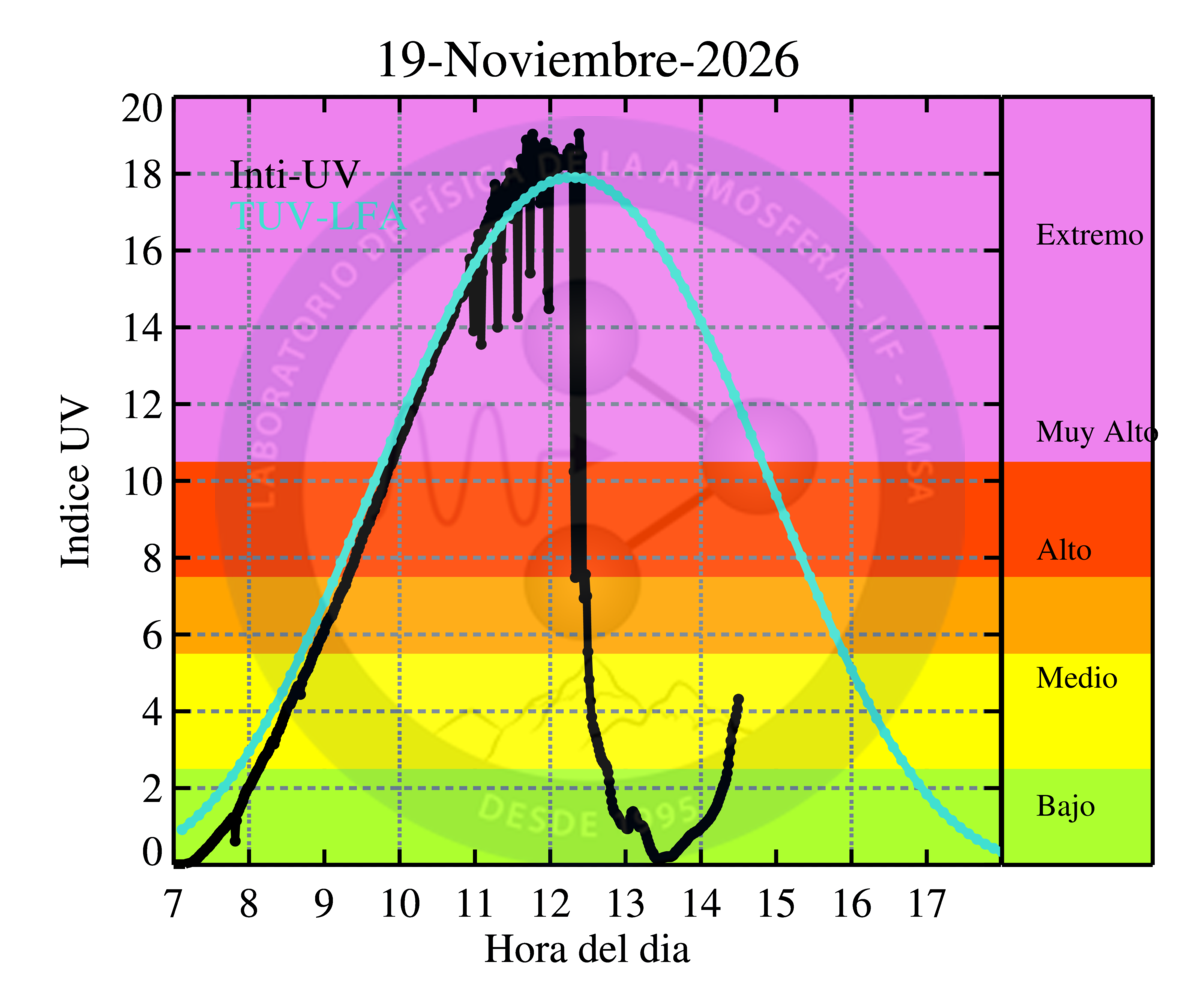 19-Noviembre-2026
20
18
16
14
12
10
8
6
4
2
0
Indice UV
Inti-UV
TUV-LFA
LABORATORIO DE FÍSICA DE LA ATMÓSFERA - IIF - UMSA
DESDE 1995
Extremo
Muy Alto
Alto
Medio
Bajo
7 8 9 10 11 12 13 14 15 16 17
Hora del dia